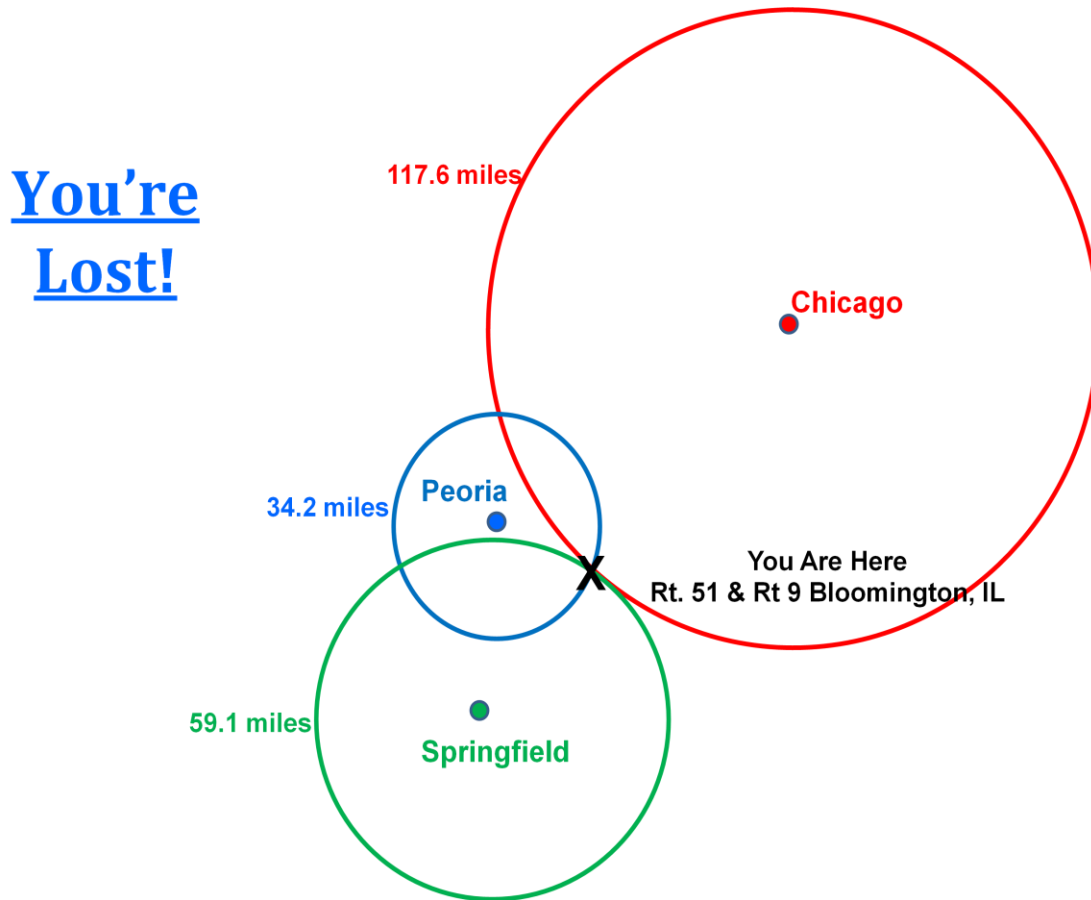 You're
Lost!
117.6 miles
Chicago
Peoria
34.2 miles
X
You Are Here
Rt. 51 & Rt 9 Bloomington, IL
59.1 miles
Springfield